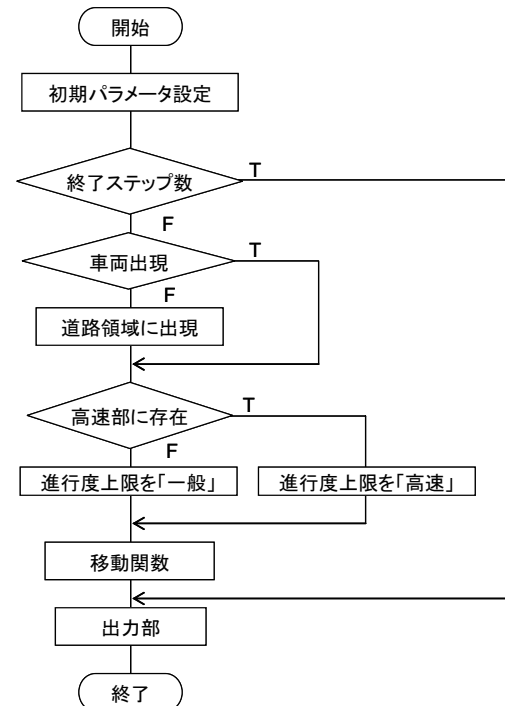 開始
初期パラメータ設定
終了ステップ数
T
F
車両出現
T
F
道路領域に出現
高速部に存在
T
F
進行度上限を「一般」
進行度上限を「高速」
移動関数
出力部
終了